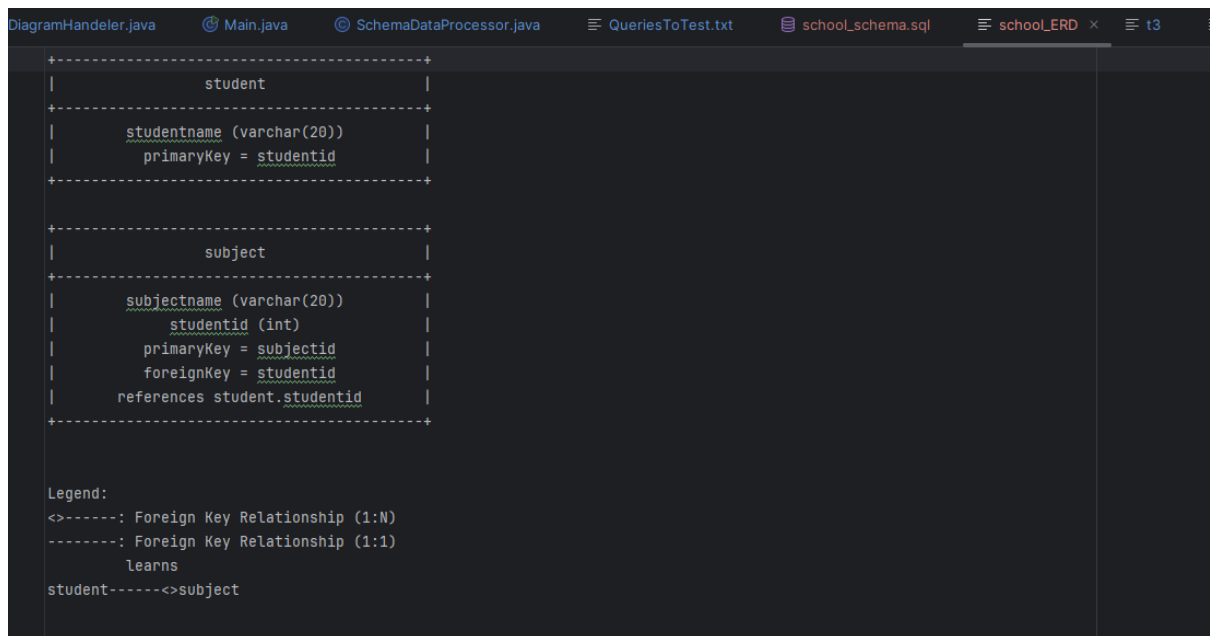 DiagramHandeler.java Main.java SchemaDataProcessor.java QueriesToTest.txt school_schema.sql school_ERD × t3
+------------------------------------------+
| student |
+------------------------------------------+
| studentname (varchar(20)) |
| primaryKey = studentid |
+------------------------------------------+
+------------------------------------------+
| subject |
+------------------------------------------+
| subjectname (varchar(20)) |
| studentid (int) |
| primaryKey = subjectid |
| foreignKey = studentid |
| references student.studentid |
+------------------------------------------+
Legend:
<>------: Foreign Key Relationship (1:N)
--------: Foreign Key Relationship (1:1)
learns
student------<>subject